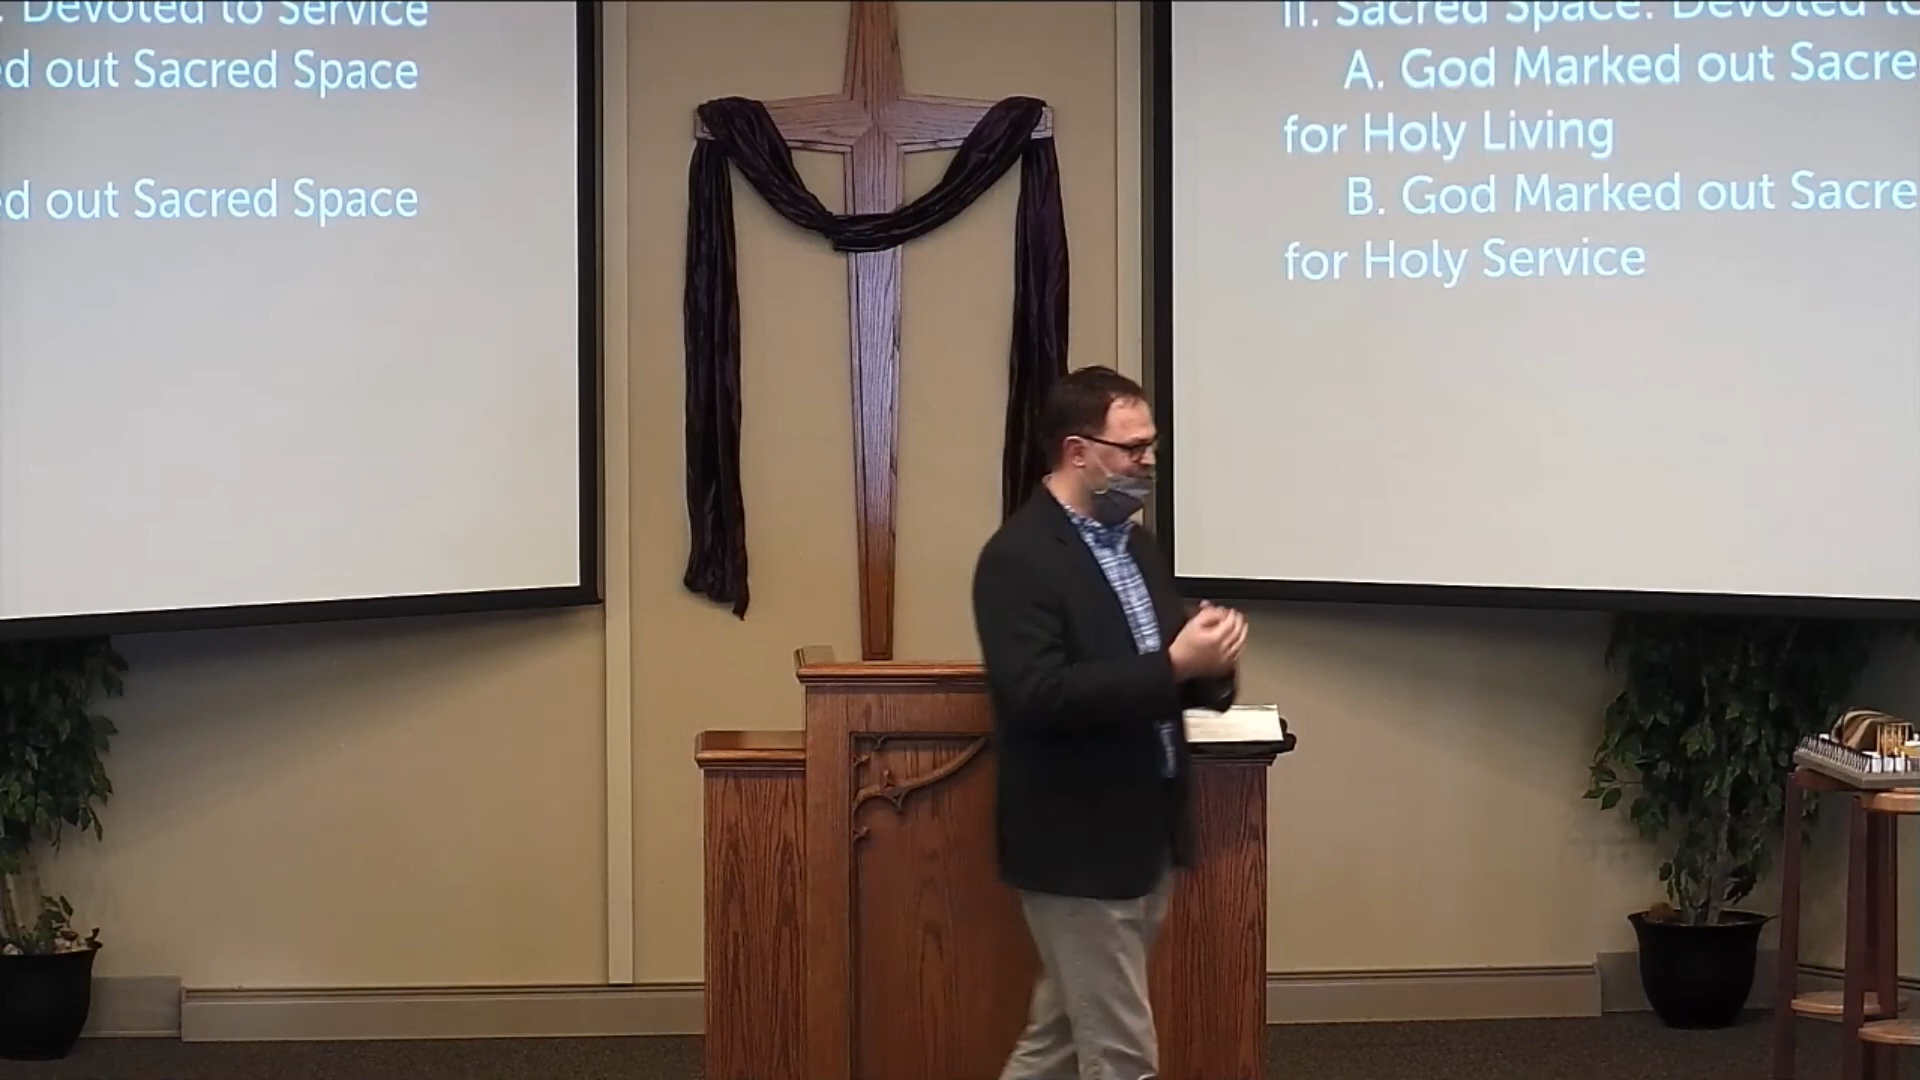 . Devoted to Service
ed out Sacred Space
ed out Sacred Space
II. Sacred Space: Devoted to
A. God Marked out Sacre
for Holy Living
B. God Marked out Sacre
for Holy Service